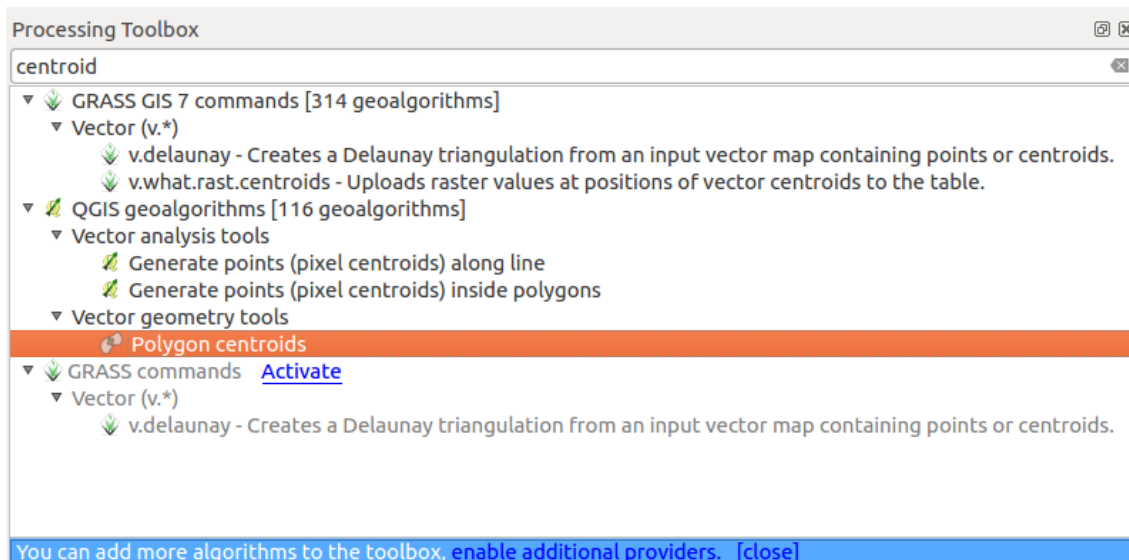 Processing Toolbox
centroid
GRASS GIS 7 commands [314 geoalgorithms]
Vector (v.*)
v.delaunay - Creates a Delaunay triangulation from an input vector map containing points or centroids.
v.what.rast.centroids - Uploads raster values at positions of vector centroids to the table.
QGIS geoalgorithms [116 geoalgorithms]
Vector analysis tools
Generate points (pixel centroids) along line
Generate points (pixel centroids) inside polygons
Vector geometry tools
Polygon centroids
GRASS commands Activate
Vector (v.*)
v.delaunay - Creates a Delaunay triangulation from an input vector map containing points or centroids.
You can add more algorithms to the toolbox, enable additional providers. [close]